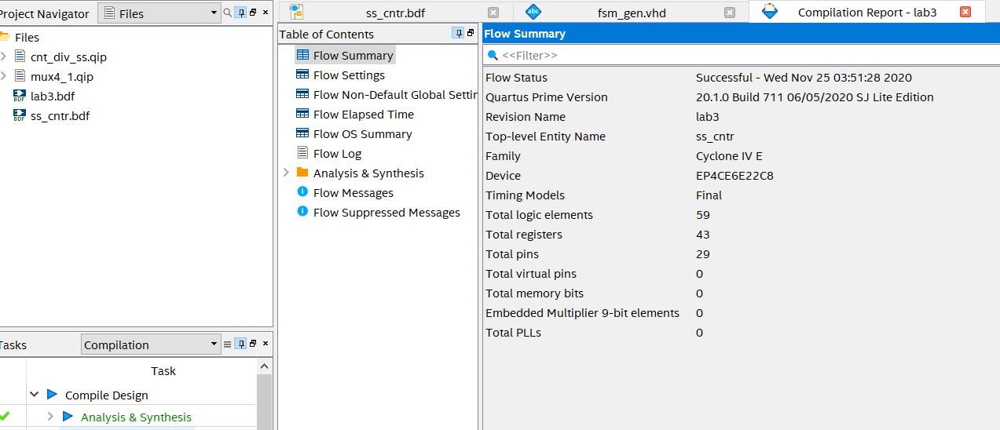 Project Navigator Files
Files
cnt_div_ss.qip
mux4_1.qip
BDF lab3.bdf
BDF ss_cntr.bdf
Tasks Compilation
Task
Compile Design
Analysis & Synthesis
ss_cntr.bdf
abc fsm_gen.vhd
Compilation Report - lab3
Table of Contents
Flow Summary
Flow Settings
Flow Non-Default Global Settin
Flow Elapsed Time
Flow OS Summary
Flow Log
Analysis & Synthesis
Flow Messages
Flow Suppressed Messages
Flow Summary
<<Filter>>
Flow Status Successful - Wed Nov 25 03:51:28 2020
Quartus Prime Version 20.1.0 Build 711 06/05/2020 SJ Lite Edition
Revision Name lab3
Top-level Entity Name ss_cntr
Family Cyclone IV E
Device EP4CE6E22C8
Timing Models Final
Total logic elements 59
Total registers 43
Total pins 29
Total virtual pins 0
Total memory bits 0
Embedded Multiplier 9-bit elements 0
Total PLLs 0